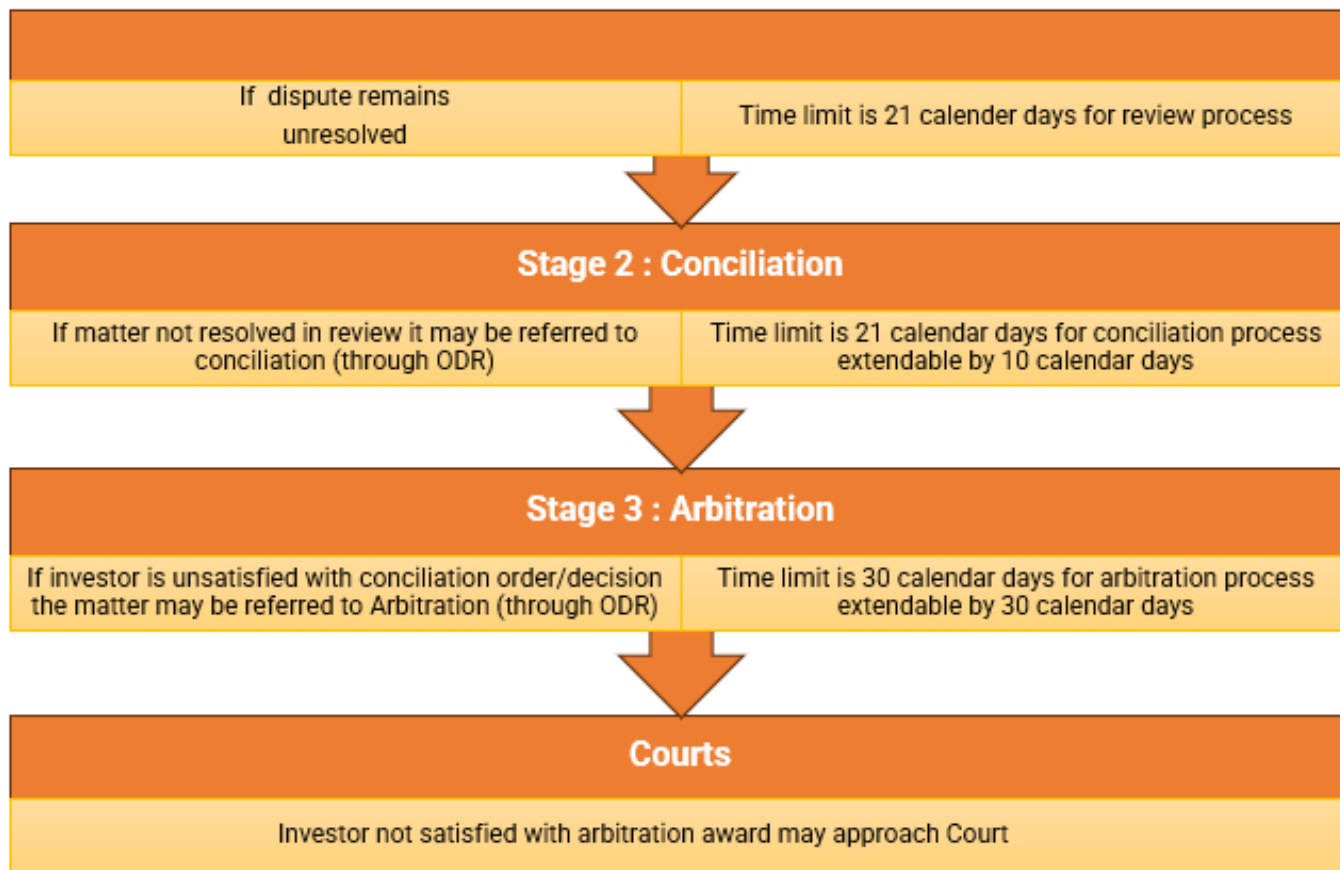 If dispute remains
unresolved
Time limit is 21 calender days for review process
Stage 2 : Conciliation
If matter not resolved in review it may be referred to
conciliation (through ODR)
Time limit is 21 calendar days for conciliation process
extendable by 10 calendar days
Stage 3 : Arbitration
If investor is unsatisfied with conciliation order/decision
the matter may be referred to Arbitration (through ODR)
Time limit is 30 calendar days for arbitration process
extendable by 30 calendar days
Courts
Investor not satisfied with arbitration award may approach Court